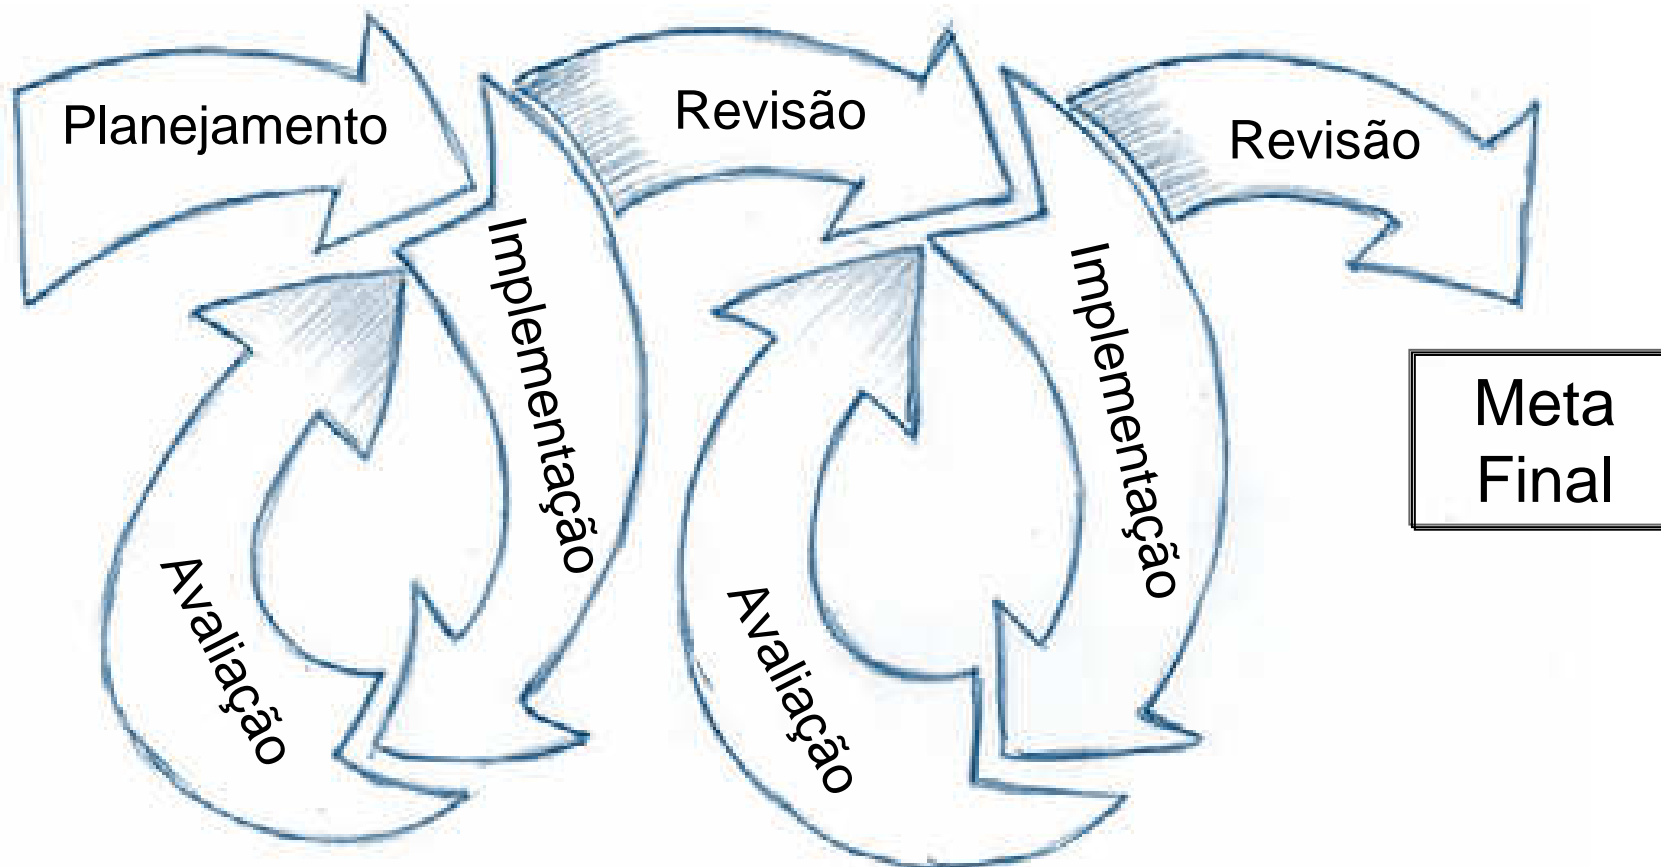 Planejamento
Revisão
Revisão
Implementação
Implementação
Avaliação
Avaliação
Meta
Final